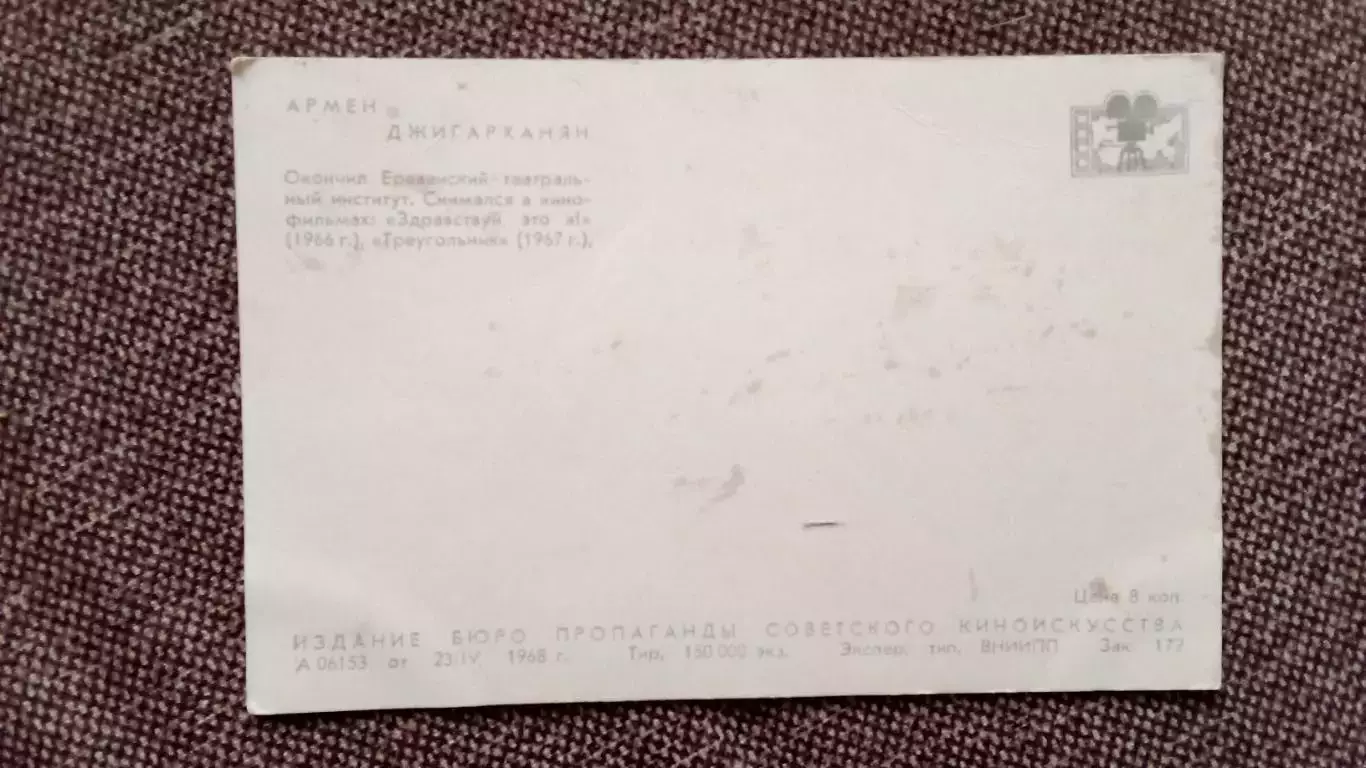 АРМЕН
ДЖИГАРХАНЯН
Окончил Ереванский театраль-
ный институт. Снимался в кино-
фильмах: «Здравствуй, это я!»
(1966 г.), «Треугольник» (1967 г.).
Цена 8 коп.
ИЗДАНИЕ БЮРО ПРОПАГАНДЫ СОВЕТСКОГО КИНОИСКУССТВА
А 06153 от 23/IV 1968 г. Тир. 150 000 экз. Экспер. тип. ВНИИПП Зак. 177